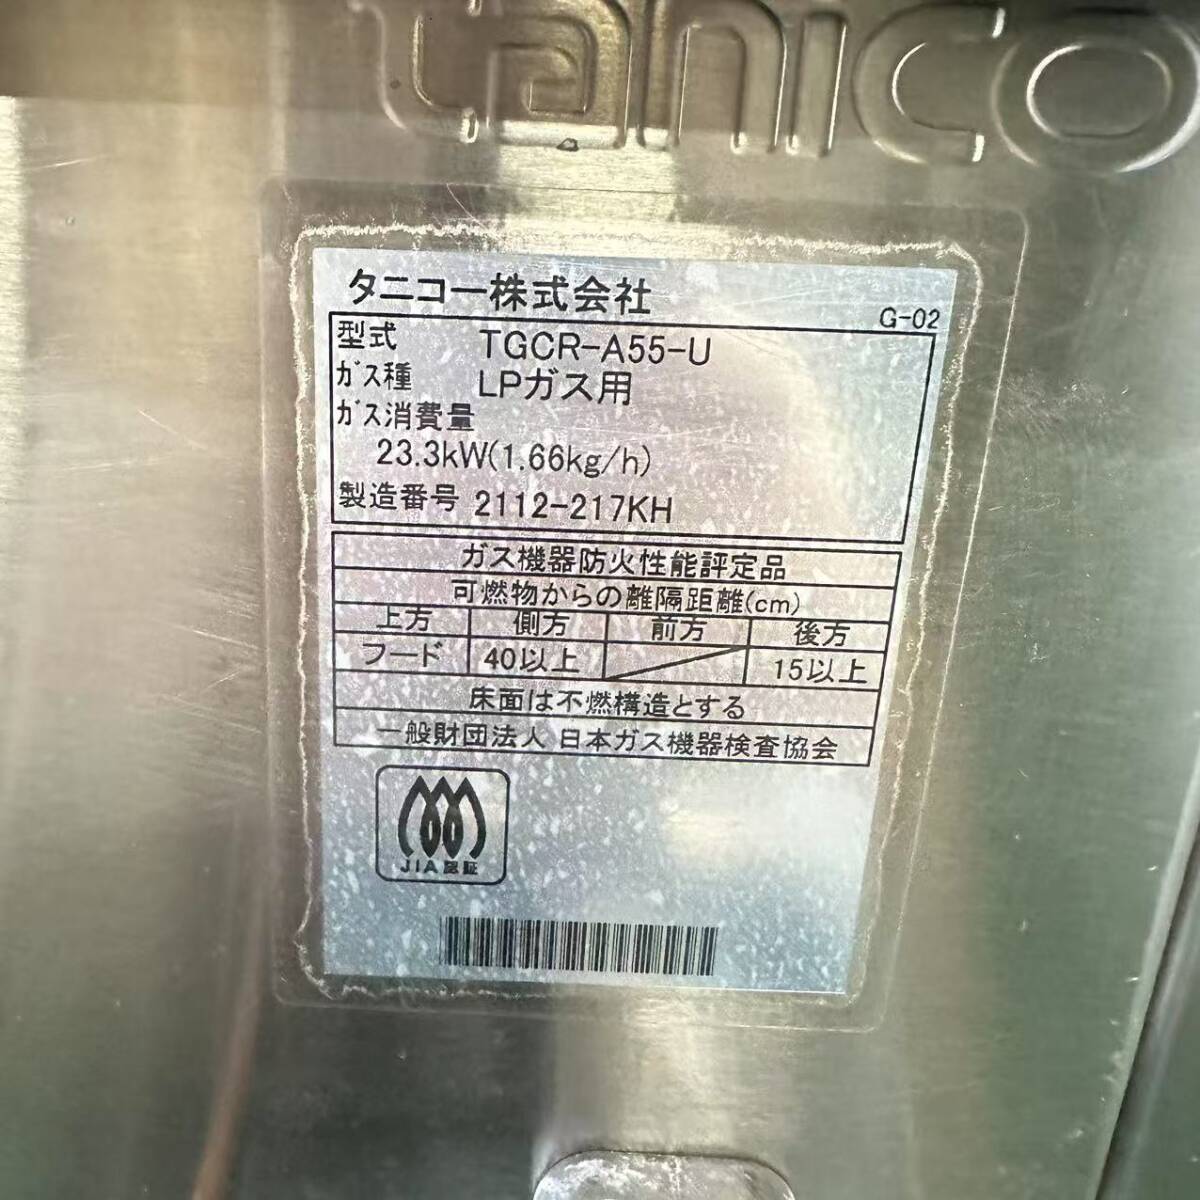 tanico
タニコー株式会社
G-02
型式 TGCR-A55-U
ガス種 LPガス用
ガス消費量
23.3kW(1.66kg/h)
製造番号 2112-217KH
ガス機器防火性能評定品
可燃物からの離隔距離(cm)
上方 側方 前方 後方
フード 40以上 15以上
床面は不燃構造とする
一般財団法人 日本ガス機器検査協会
JIA認証